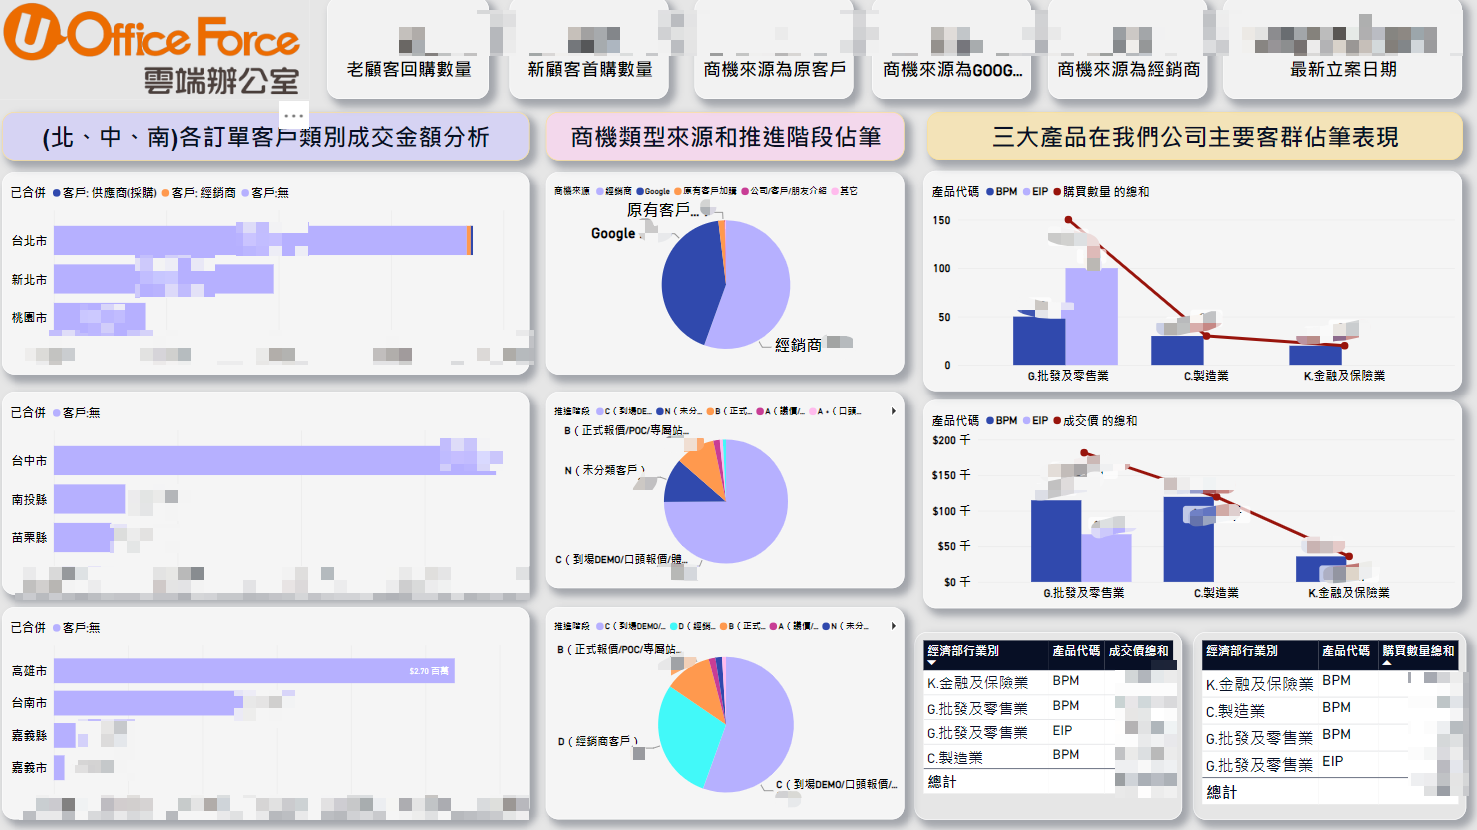 OfficeForce
雲端辦公室
老顧客回購數量
新顧客首購數量
商機來源為原客戶
商機來源為GOOG...
商機來源為經銷商
最新立案日期
(北、中、南)各訂單客戶類別成交金額分析
商機類型來源和推進階段佔筆
三大產品在我們公司主要客群佔筆表現
已合併 客戶: 供應商(採購) 客戶: 經銷商 客戶:無
台北市
新北市
桃園市
已合併 客戶:無
台中市
南投縣
苗栗縣
已合併 客戶:無
高雄市 $2.70 百萬
台南市
嘉義縣
嘉義市
商機來源 經銷商 Google 原有客戶加購 公司/客戶/朋友介紹 其它
原有客戶...
Google
經銷商
推進階段 C（到場DE... N（未分... B（正式... A（議價/... A+（口頭...
B（正式報價/POC/專屬站...
N（未分類客戶）
C（到場DEMO/口頭報價/體...
推進階段 C（到場DEMO/... D（經銷... B（正式... A（議價/... N（未分...
B（正式報價/POC/專屬站...
D（經銷商客戶）
C（到場DEMO/口頭報價/...
產品代碼 BPM EIP 購買數量 的總和
150
100
50
0
G.批發及零售業 C.製造業 K.金融及保險業
產品代碼 BPM EIP 成交價 的總和
$200 千
$150 千
$100 千
$50 千
$0 千
G.批發及零售業 C.製造業 K.金融及保險業
經濟部行業別 產品代碼 成交價總和
K.金融及保險業 BPM
G.批發及零售業 BPM
G.批發及零售業 EIP
C.製造業 BPM
總計
經濟部行業別 產品代碼 購買數量總和
K.金融及保險業 BPM
C.製造業 BPM
G.批發及零售業 BPM
G.批發及零售業 EIP
總計